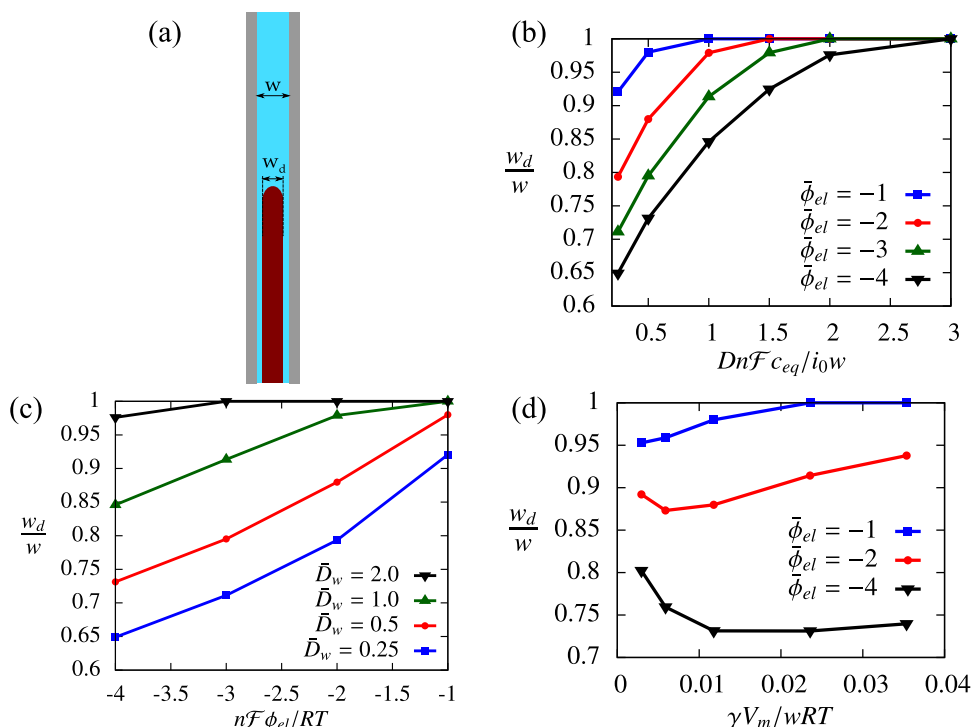 (a)
w
w_d
(b)
w_d/w
1
0.95
0.9
0.85
0.8
0.75
0.7
0.65
0.6
0.5 1 1.5 2 2.5 3
Dnℱc_eq/i_0w
ϕ̄_el = −1
ϕ̄_el = −2
ϕ̄_el = −3
ϕ̄_el = −4
(c)
w_d/w
1
0.95
0.9
0.85
0.8
0.75
0.7
0.65
0.6
-4 -3.5 -3 -2.5 -2 -1.5 -1
nℱϕ_el/RT
D̄_w = 2.0
D̄_w = 1.0
D̄_w = 0.5
D̄_w = 0.25
(d)
w_d/w
1
0.95
0.9
0.85
0.8
0.75
0.7
0 0.01 0.02 0.03 0.04
γV_m/wRT
ϕ̄_el = −1
ϕ̄_el = −2
ϕ̄_el = −4